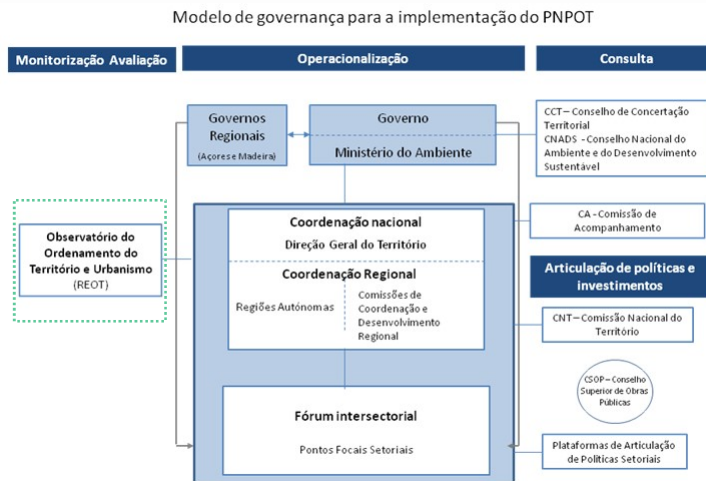 Modelo de governança para a implementação do PNPOT
Monitorização Avaliação
Operacionalização
Consulta
Governos
Regionais
(Açores e Madeira)
Governo
Ministério do Ambiente
CCT – Conselho de Concertação
Territorial
CNADS - Conselho Nacional do
Ambiente e do Desenvolvimento
Sustentável
Observatório do
Ordenamento do
Território e Urbanismo
(REOT)
Coordenação nacional
Direção Geral do Território
Coordenação Regional
Regiões Autónomas
Comissões de
Coordenação e
Desenvolvimento
Regional
CA - Comissão de
Acompanhamento
Articulação de políticas e
investimentos
CNT – Comissão Nacional do
Território
CSOP – Conselho
Superior de Obras
Públicas
Fórum intersectorial
Pontos Focais Setoriais
Plataformas de Articulação
de Políticas Setoriais